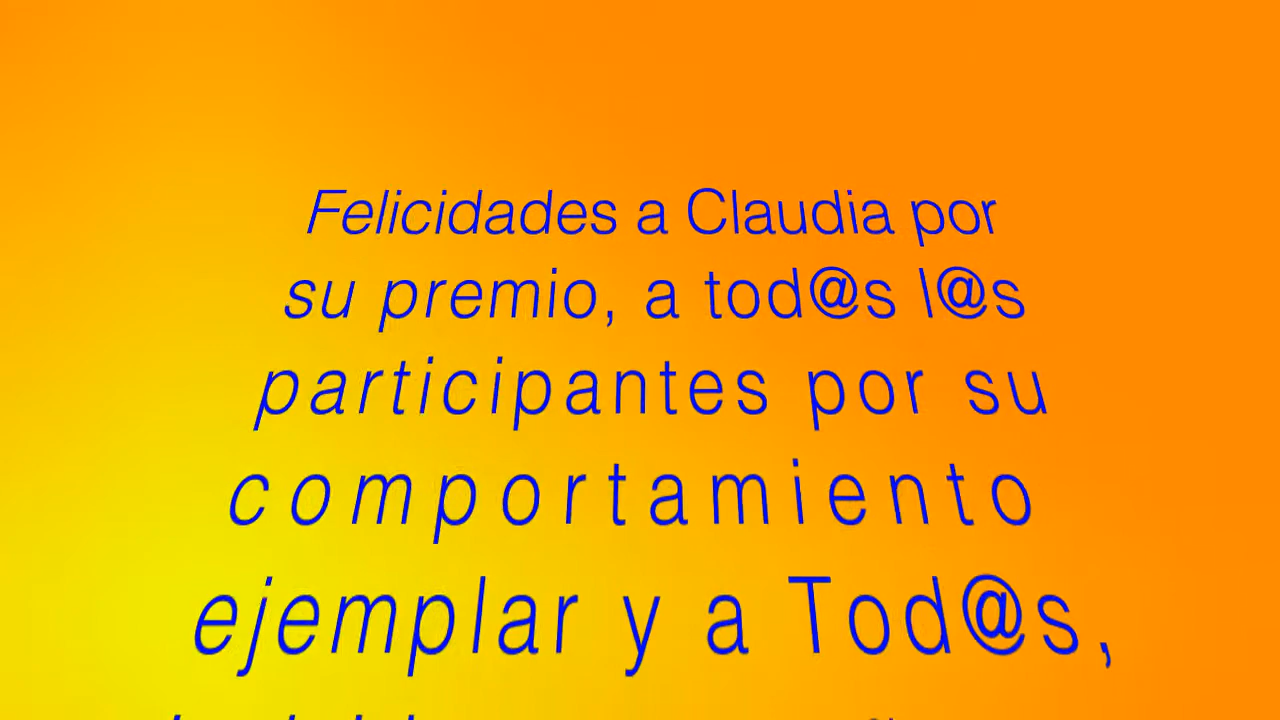 Felicidades a Claudia por
su premio, a tod@s l@s
participantes por su
comportamiento
ejemplar y a Tod@s,